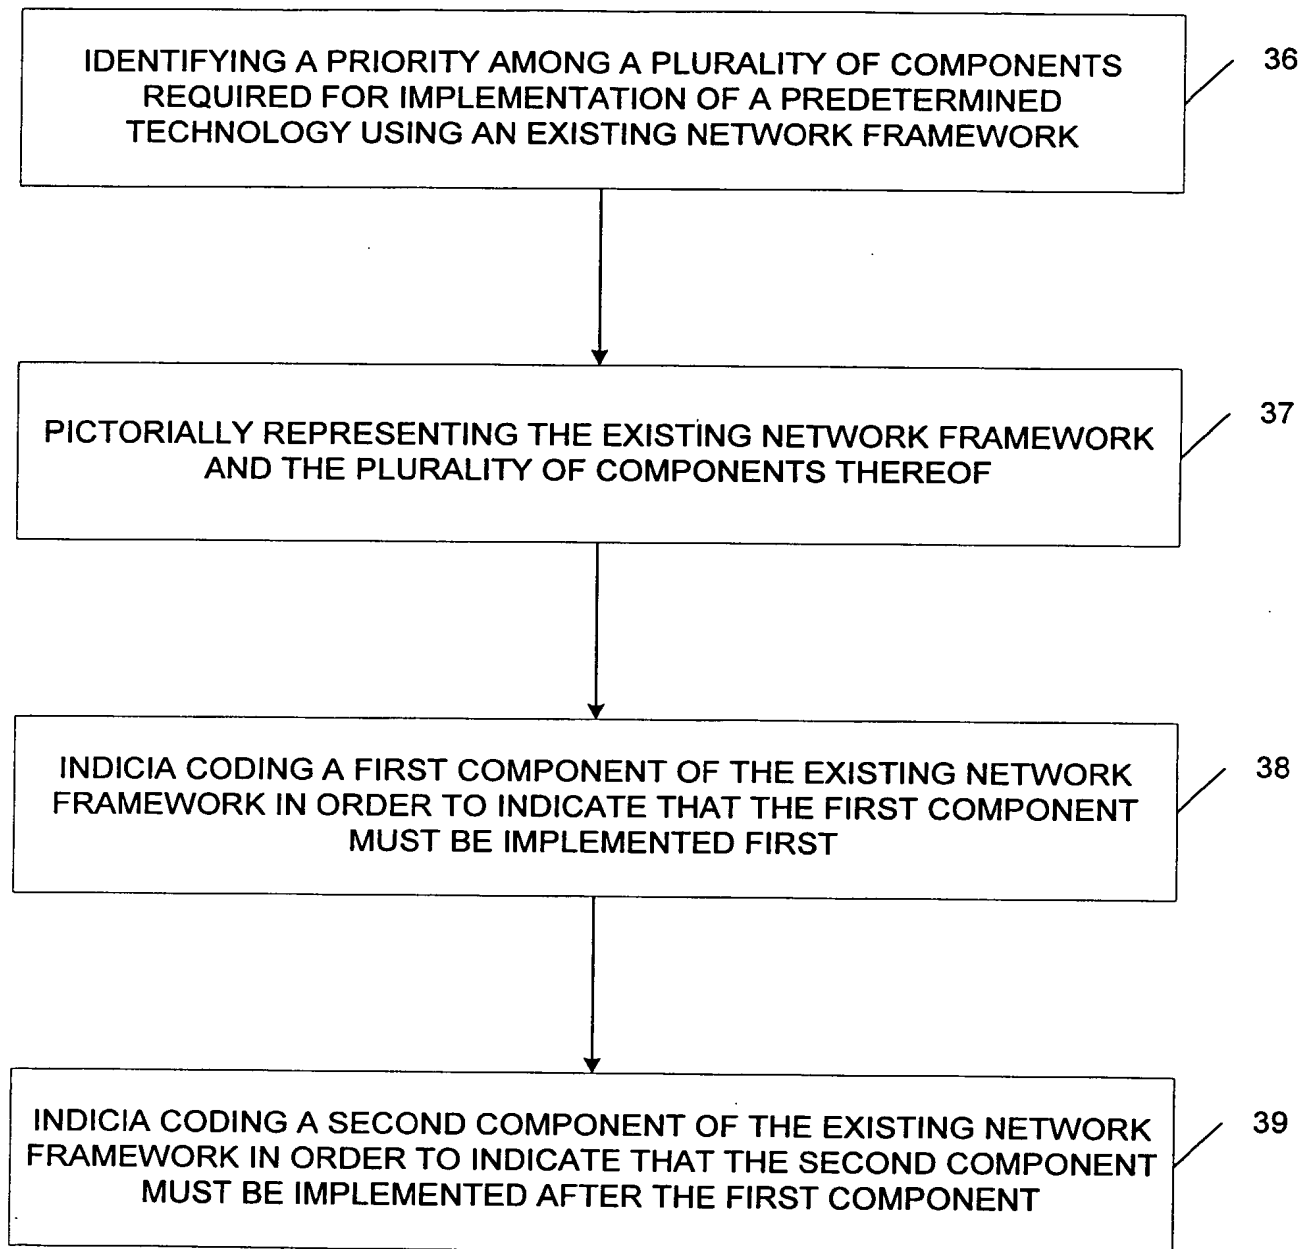 IDENTIFYING A PRIORITY AMONG A PLURALITY OF COMPONENTS
REQUIRED FOR IMPLEMENTATION OF A PREDETERMINED
TECHNOLOGY USING AN EXISTING NETWORK FRAMEWORK
36
PICTORIALLY REPRESENTING THE EXISTING NETWORK FRAMEWORK
AND THE PLURALITY OF COMPONENTS THEREOF
37
INDICIA CODING A FIRST COMPONENT OF THE EXISTING NETWORK
FRAMEWORK IN ORDER TO INDICATE THAT THE FIRST COMPONENT
MUST BE IMPLEMENTED FIRST
38
INDICIA CODING A SECOND COMPONENT OF THE EXISTING NETWORK
FRAMEWORK IN ORDER TO INDICATE THAT THE SECOND COMPONENT
MUST BE IMPLEMENTED AFTER THE FIRST COMPONENT
39